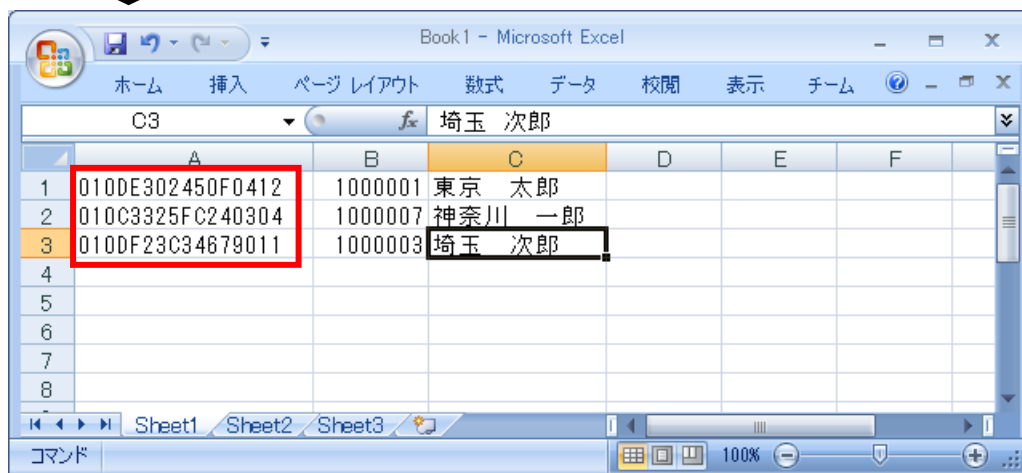 Book1 - Microsoft Excel
ホーム 挿入 ページ レイアウト 数式 データ 校閲 表示 チーム
C3 fx 埼玉 次郎
A B C D E F
1 010DE302450F0412 1000001 東京 太郎
2 010C3325FC240304 1000007 神奈川 一郎
3 010DF23C34679011 1000003 埼玉 次郎
4
5
6
7
8
Sheet1 Sheet2 Sheet3
コマンド 100%